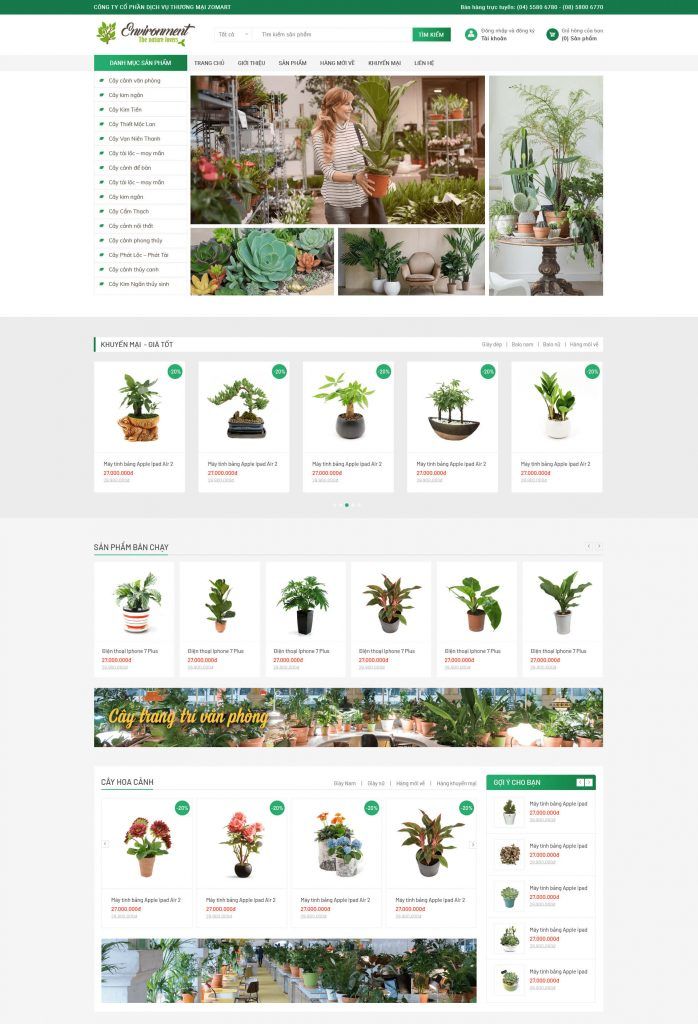 CÔNG TY CỔ PHẦN DỊCH VỤ THƯƠNG MẠI ZOMART
Bán hàng trực tuyến: (04) 5580 6780 - (08) 5800 6770
Environment
The nature lovers
Tất cả
Tìm kiếm sản phẩm
TÌM KIẾM
Đăng nhập và đăng ký
Tài khoản
Giỏ hàng của bạn
(0) Sản phẩm
DANH MỤC SẢN PHẨM
TRANG CHỦ
GIỚI THIỆU
SẢN PHẨM
HÀNG MỚI VỀ
KHUYẾN MẠI
LIÊN HỆ
Cây cảnh văn phòng
Cây kim ngân
Cây Kim Tiền
Cây Thiết Mộc Lan
Cây Vạn Niên Thanh
Cây tài lộc – may mắn
Cây cảnh để bàn
Cây tài lộc – may mắn
Cây kim ngân
Cây Cẩm Thạch
Cây cảnh nội thất
Cây cảnh phong thủy
Cây Phát Lộc – Phát Tài
Cây cảnh thủy canh
Cây Kim Ngân thủy sinh
KHUYẾN MẠI - GIÁ TỐT
Giày dép | Balo nam | Balo nữ | Hàng mới về
-20%
-20%
-20%
-20%
-20%
Máy tính bảng Apple Ipad Air 2
27.000.000đ
29.900.000đ
Máy tính bảng Apple Ipad Air 2
27.000.000đ
29.900.000đ
Máy tính bảng Apple Ipad Air 2
27.000.000đ
29.900.000đ
Máy tính bảng Apple Ipad Air 2
27.000.000đ
29.900.000đ
Máy tính bảng Apple Ipad Air 2
27.000.000đ
29.900.000đ
SẢN PHẨM BÁN CHẠY
Điện thoại Iphone 7 Plus
27.000.000đ
29.900.000đ
Điện thoại Iphone 7 Plus
27.000.000đ
29.900.000đ
Điện thoại Iphone 7 Plus
27.000.000đ
29.900.000đ
Điện thoại Iphone 7 Plus
27.000.000đ
29.900.000đ
Điện thoại Iphone 7 Plus
27.000.000đ
29.900.000đ
Điện thoại Iphone 7 Plus
27.000.000đ
29.900.000đ
Cây trang trí văn phòng
CÂY HOA CẢNH
Giày Nam | Giày nữ | Hàng mới về | Hàng khuyến mại
-20%
-20%
-20%
-20%
Máy tính bảng Apple Ipad Air 2
27.000.000đ
29.900.000đ
Máy tính bảng Apple Ipad Air 2
27.000.000đ
29.900.000đ
Máy tính bảng Apple Ipad Air 2
27.000.000đ
29.900.000đ
Máy tính bảng Apple Ipad Air 2
27.000.000đ
29.900.000đ
GỢI Ý CHO BẠN
Máy tính bảng Apple Ipad
27.000.000đ
29.900.000đ
Máy tính bảng Apple Ipad
27.000.000đ
29.900.000đ
Máy tính bảng Apple Ipad
27.000.000đ
29.900.000đ
Máy tính bảng Apple Ipad
27.000.000đ
29.900.000đ
Máy tính bảng Apple Ipad
27.000.000đ
29.900.000đ